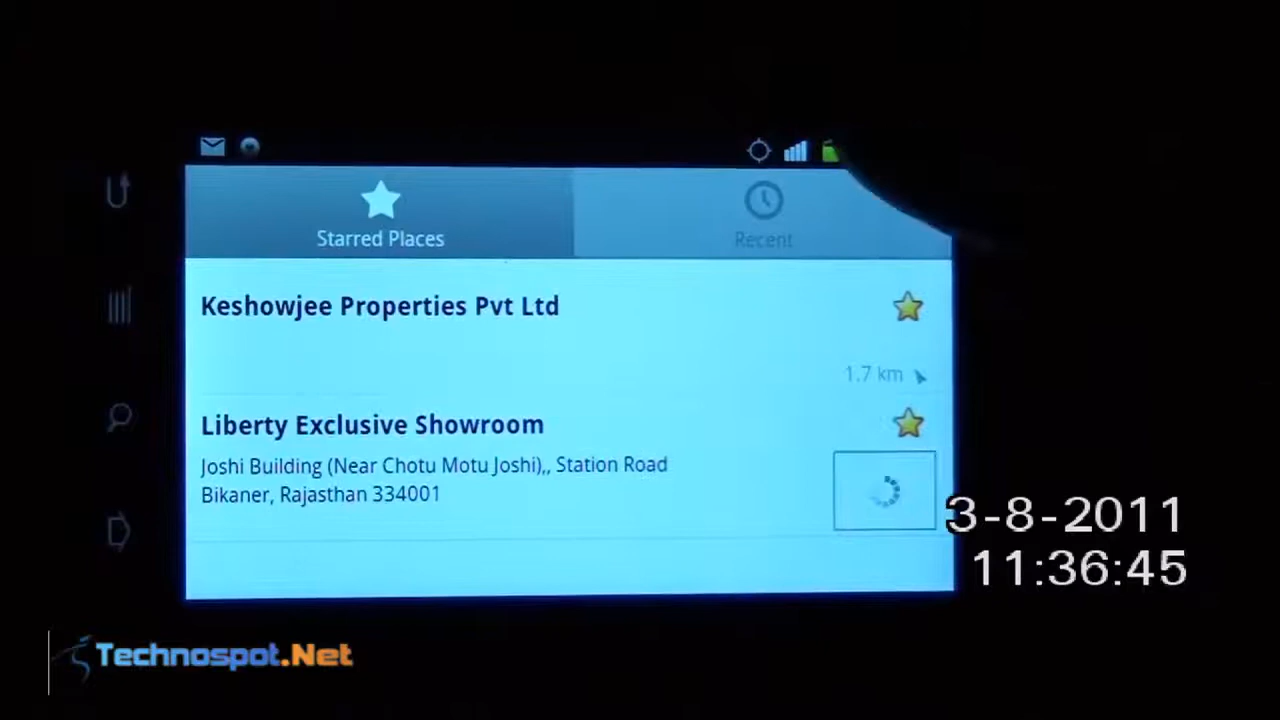 Starred Places
Recent
Keshowjee Properties Pvt Ltd
1.7 km
Liberty Exclusive Showroom
Joshi Building (Near Chotu Motu Joshi),, Station Road
Bikaner, Rajasthan 334001
3-8-2011
11:36:45
Technospot.Net